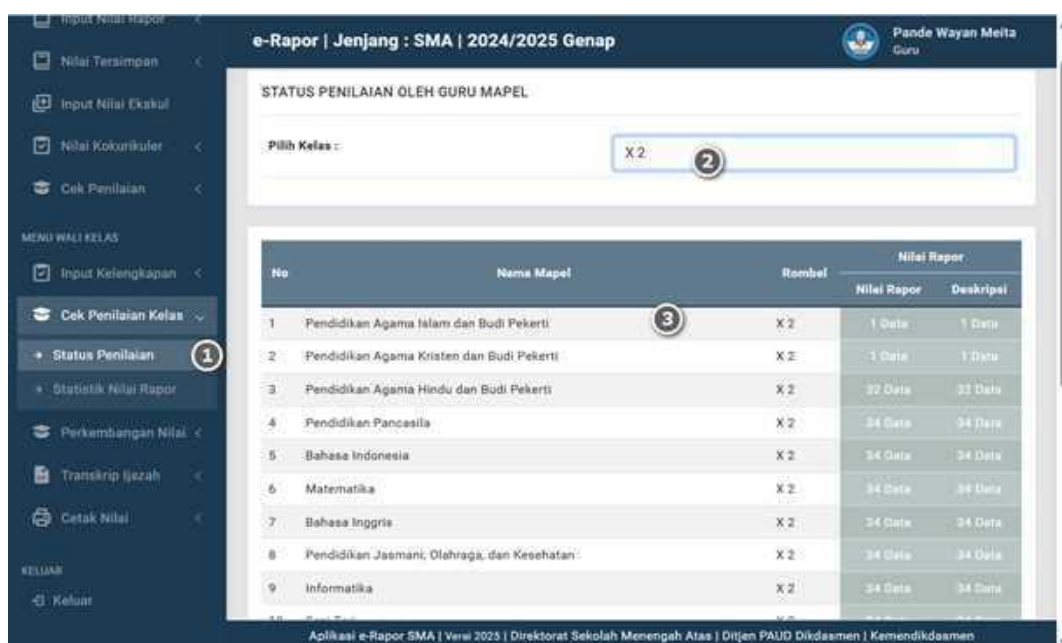 Input Nilai Rapor
Nilai Tersimpan
Input Nilai Ekskul
Nilai Kokurikuler
Cek Penilaian
MENU WALI KELAS
Input Kelengkapan
Cek Penilaian Kelas
Status Penilaian
1
Statistik Nilai Rapor
Perkembangan Nilai
Transkrip Ijazah
Cetak Nilai
KELUAR
Keluar
e-Rapor | Jenjang : SMA | 2024/2025 Genap
Pande Wayan Meita
Guru
STATUS PENILAIAN OLEH GURU MAPEL
Pilih Kelas :
X 2
2
No Nama Mapel Rombel Nilai Rapor
Nilai Rapor Deskripsi
3
1 Pendidikan Agama Islam dan Budi Pekerti X 2 1 Data 1 Data
2 Pendidikan Agama Kristen dan Budi Pekerti X 2 1 Data 1 Data
3 Pendidikan Agama Hindu dan Budi Pekerti X 2 32 Data 32 Data
4 Pendidikan Pancasila X 2 34 Data 34 Data
5 Bahasa Indonesia X 2 34 Data 34 Data
6 Matematika X 2 34 Data 34 Data
7 Bahasa Inggris X 2 34 Data 34 Data
8 Pendidikan Jasmani, Olahraga, dan Kesehatan X 2 34 Data 34 Data
9 Informatika X 2 34 Data 34 Data
Aplikasi e-Rapor SMA | Versi 2025 | Direktorat Sekolah Menengah Atas | Ditjen PAUD Dikdasmen | Kemendikdasmen